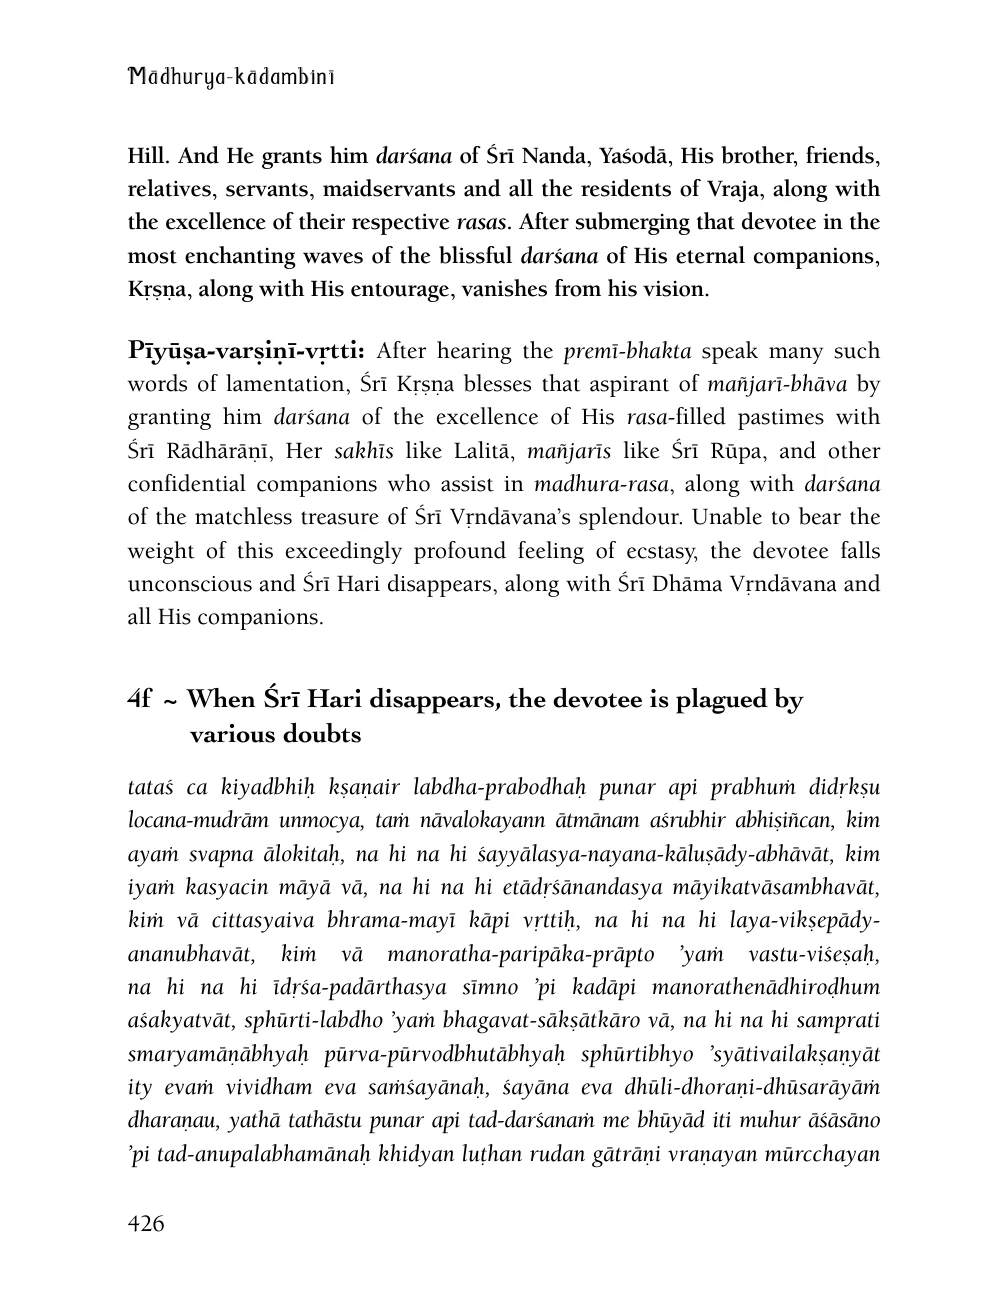 Mādhurya-kādambinī
Hill. And He grants him darśana of Śrī Nanda, Yaśodā, His brother, friends,
relatives, servants, maidservants and all the residents of Vraja, along with
the excellence of their respective rasas. After submerging that devotee in the
most enchanting waves of the blissful darśana of His eternal companions,
Kṛṣṇa, along with His entourage, vanishes from his vision.
Pīyūṣa-varṣiṇī-vṛtti: After hearing the premī-bhakta speak many such
words of lamentation, Śrī Kṛṣṇa blesses that aspirant of mañjarī-bhāva by
granting him darśana of the excellence of His rasa-filled pastimes with
Śrī Rādhārāṇī, Her sakhīs like Lalitā, mañjarīs like Śrī Rūpa, and other
confidential companions who assist in madhura-rasa, along with darśana
of the matchless treasure of Śrī Vṛndāvana’s splendour. Unable to bear the
weight of this exceedingly profound feeling of ecstasy, the devotee falls
unconscious and Śrī Hari disappears, along with Śrī Dhāma Vṛndāvana and
all His companions.
4f ~ When Śrī Hari disappears, the devotee is plagued by
various doubts
tataś ca kiyadbhiḥ kṣaṇair labdha-prabodhaḥ punar api prabhuṁ didṛkṣu
locana-mudrām unmocya, taṁ nāvalokayann ātmānam aśrubhir abhiṣiñcan, kim
ayaṁ svapna ālokitaḥ, na hi na hi śayyālasya-nayana-kāluṣādy-abhāvāt, kim
iyaṁ kasyacin māyā vā, na hi na hi etādṛśānandasya māyikatvāsambhavāt,
kiṁ vā cittasyaiva bhrama-mayī kāpi vṛttiḥ, na hi na hi laya-vikṣepādy-
ananubhavāt, kiṁ vā manoratha-paripāka-prāpto ’yaṁ vastu-viśeṣaḥ,
na hi na hi īdṛśa-padārthasya sīmno ’pi kadāpi manorathenādhiroḍhum
aśakyatvāt, sphūrti-labdho ’yaṁ bhagavat-sākṣātkāro vā, na hi na hi samprati
smaryamāṇābhyaḥ pūrva-pūrvodbhutābhyaḥ sphūrtibhyo ’syātivailakṣaṇyāt
ity evaṁ vividham eva saṁśayānaḥ, śayāna eva dhūli-dhoraṇi-dhūsarāyāṁ
dharaṇau, yathā tathāstu punar api tad-darśanaṁ me bhūyād iti muhur āśāsāno
’pi tad-anupalabhamānaḥ khidyan luṭhan rudan gātrāṇi vraṇayan mūrcchayan
426